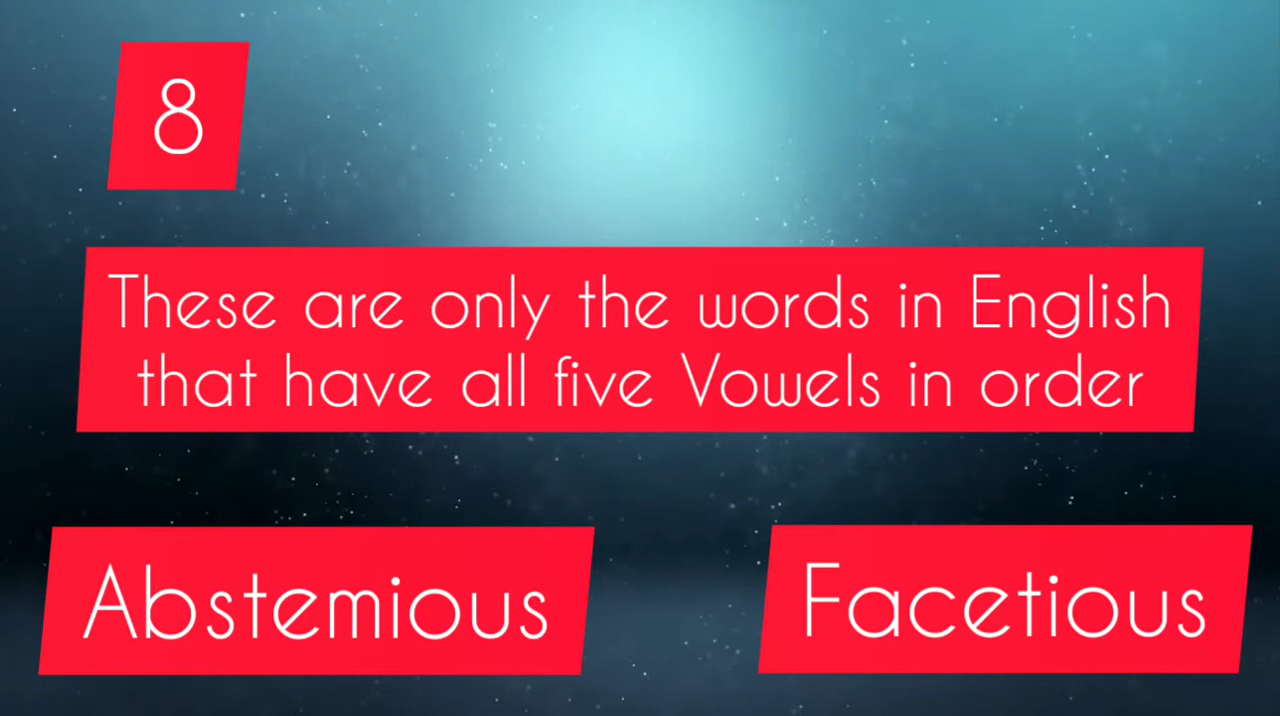 8
These are only the words in English
that have all five Vowels in order
Abstemious
Facetious